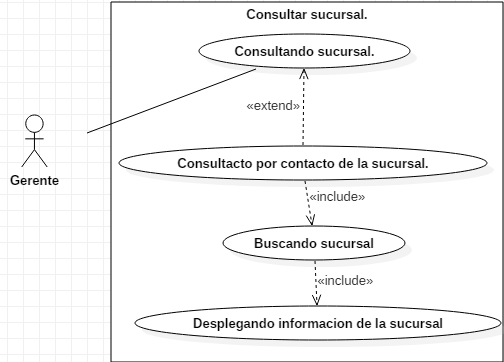 Consultar sucursal.
Consultando sucursal.
«extend»
Gerente
Consultacto por contacto de la sucursal.
«include»
Buscando sucursal
«include»
Desplegando informacion de la sucursal